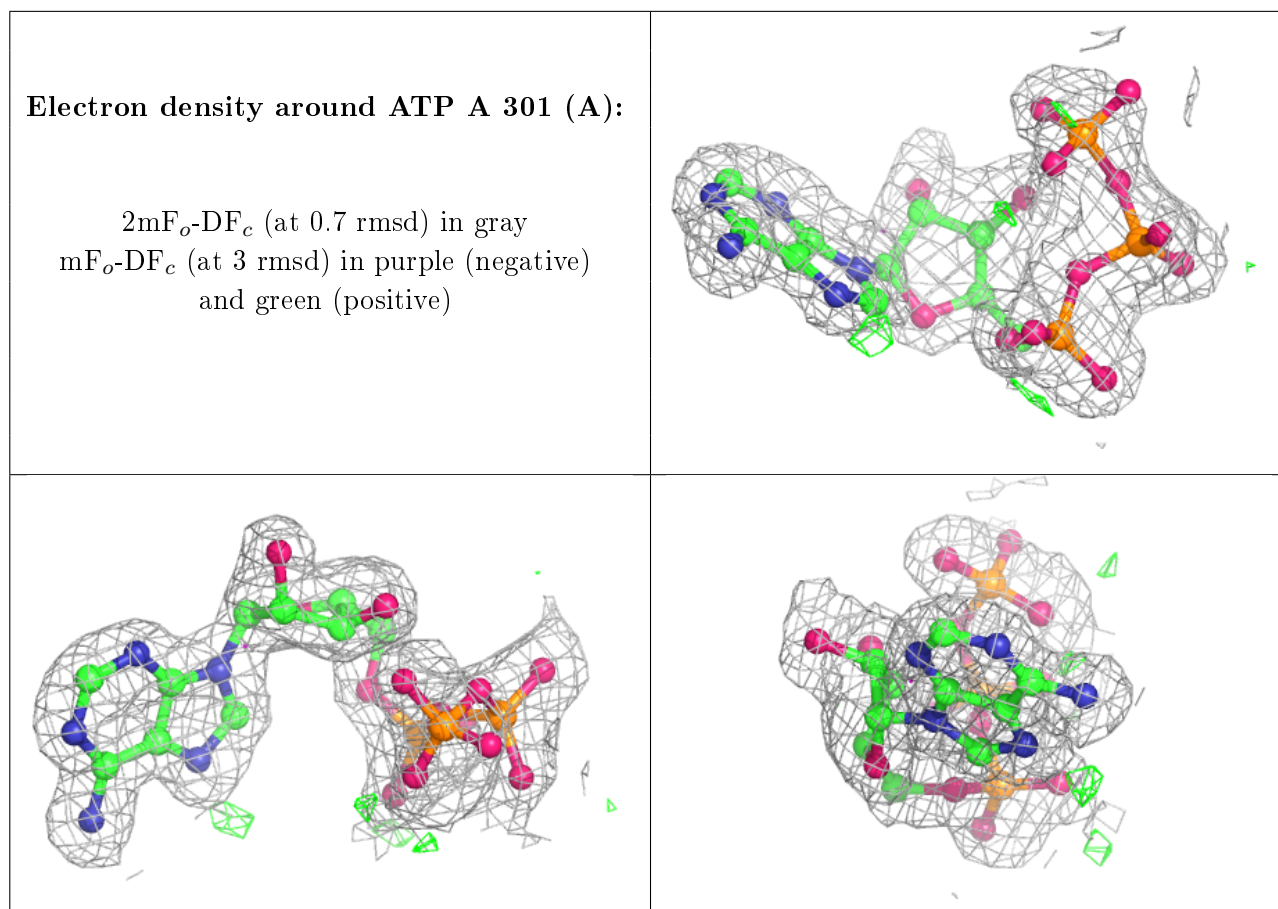 Electron density around ATP A 301 (A):
2mFo-DFc (at 0.7 rmsd) in gray
mFo-DFc (at 3 rmsd) in purple (negative)
and green (positive)